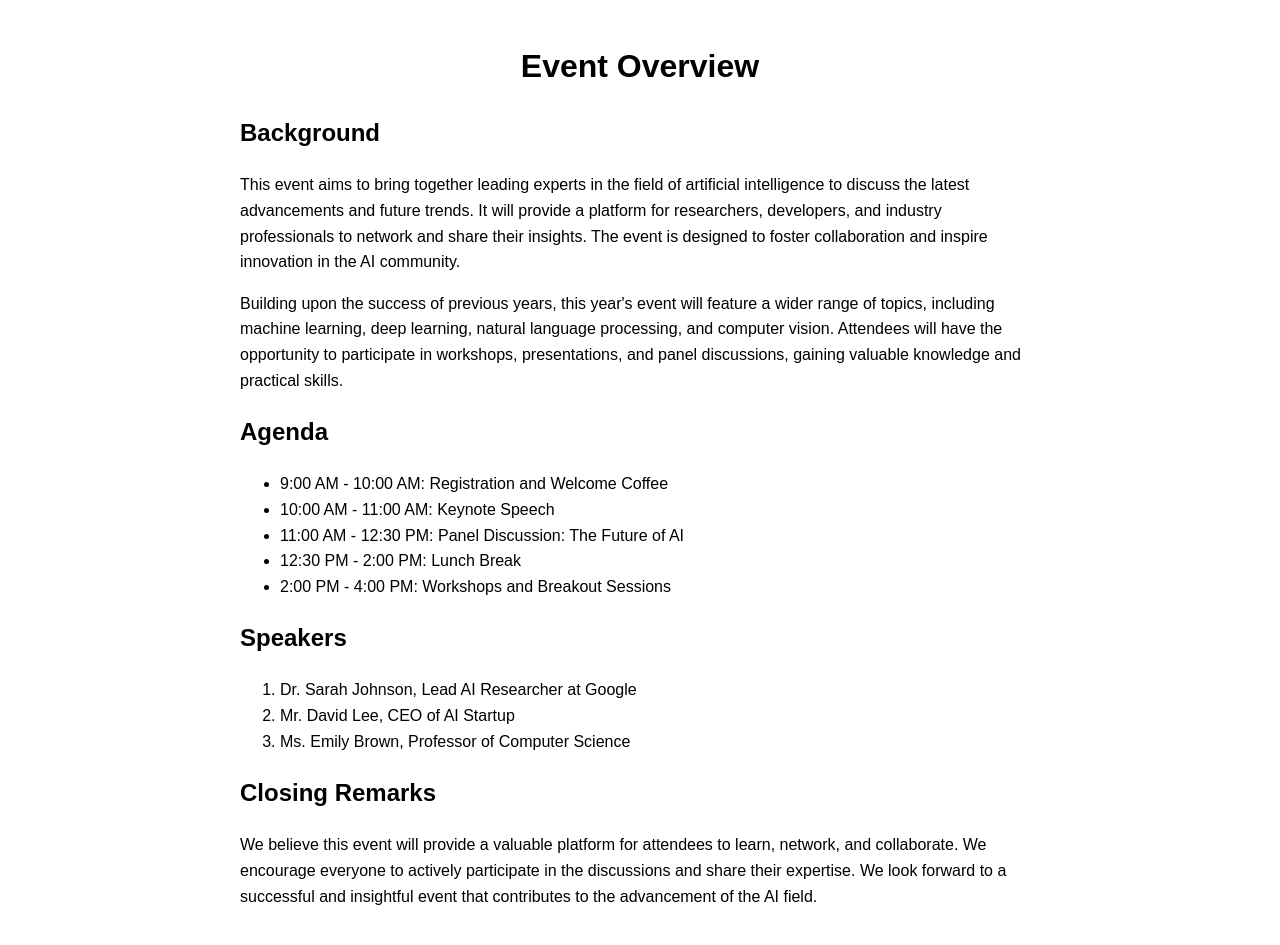 Event Overview
Background
This event aims to bring together leading experts in the field of artificial intelligence to discuss the latest
advancements and future trends. It will provide a platform for researchers, developers, and industry
professionals to network and share their insights. The event is designed to foster collaboration and inspire
innovation in the AI community.
Building upon the success of previous years, this year's event will feature a wider range of topics, including
machine learning, deep learning, natural language processing, and computer vision. Attendees will have the
opportunity to participate in workshops, presentations, and panel discussions, gaining valuable knowledge and
practical skills.
Agenda
• 9:00 AM - 10:00 AM: Registration and Welcome Coffee
• 10:00 AM - 11:00 AM: Keynote Speech
• 11:00 AM - 12:30 PM: Panel Discussion: The Future of AI
• 12:30 PM - 2:00 PM: Lunch Break
• 2:00 PM - 4:00 PM: Workshops and Breakout Sessions
Speakers
1. Dr. Sarah Johnson, Lead AI Researcher at Google
2. Mr. David Lee, CEO of AI Startup
3. Ms. Emily Brown, Professor of Computer Science
Closing Remarks
We believe this event will provide a valuable platform for attendees to learn, network, and collaborate. We
encourage everyone to actively participate in the discussions and share their expertise. We look forward to a
successful and insightful event that contributes to the advancement of the AI field.